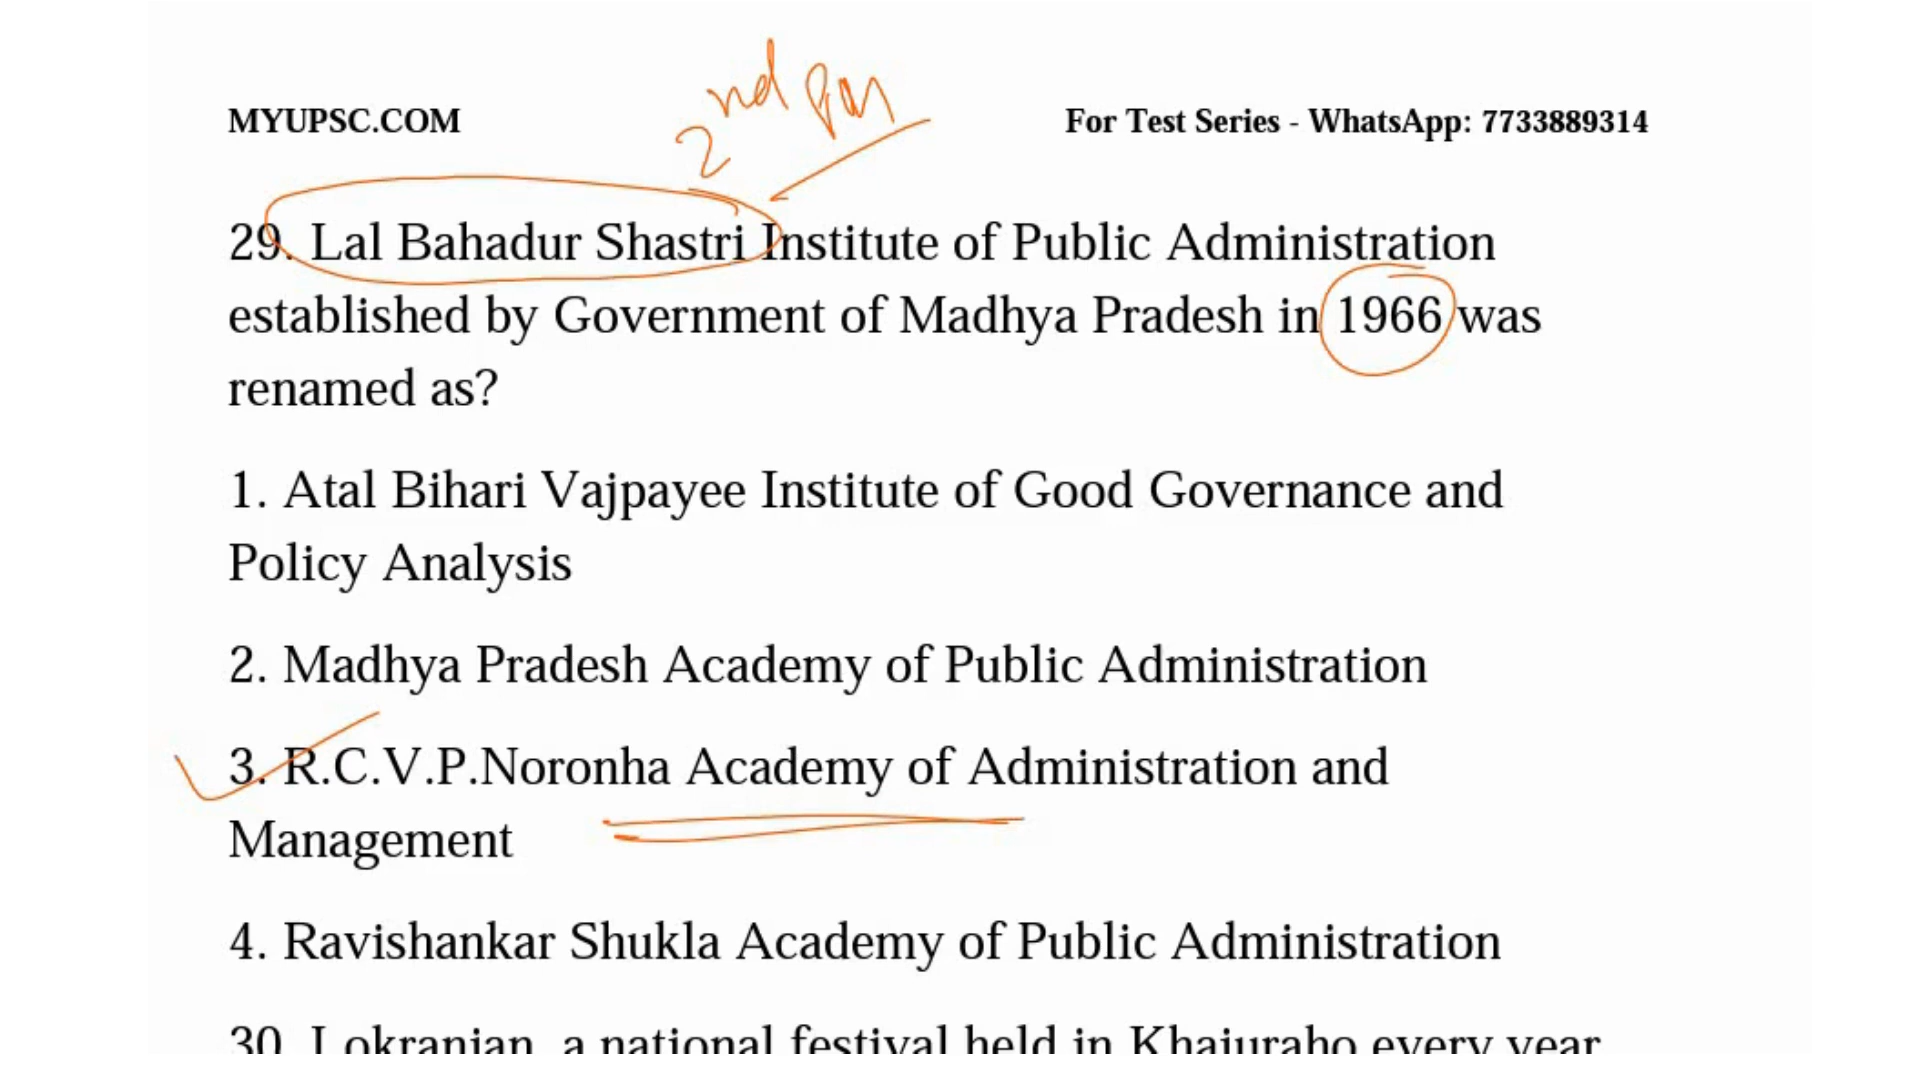 2nd PM
MYUPSC.COM For Test Series - WhatsApp: 7733889314
29. Lal Bahadur Shastri Institute of Public Administration
established by Government of Madhya Pradesh in 1966 was
renamed as?
1. Atal Bihari Vajpayee Institute of Good Governance and
Policy Analysis
2. Madhya Pradesh Academy of Public Administration
3. R.C.V.P.Noronha Academy of Administration and
Management
4. Ravishankar Shukla Academy of Public Administration
30. Lokranjan, a national festival held in Khajuraho every year